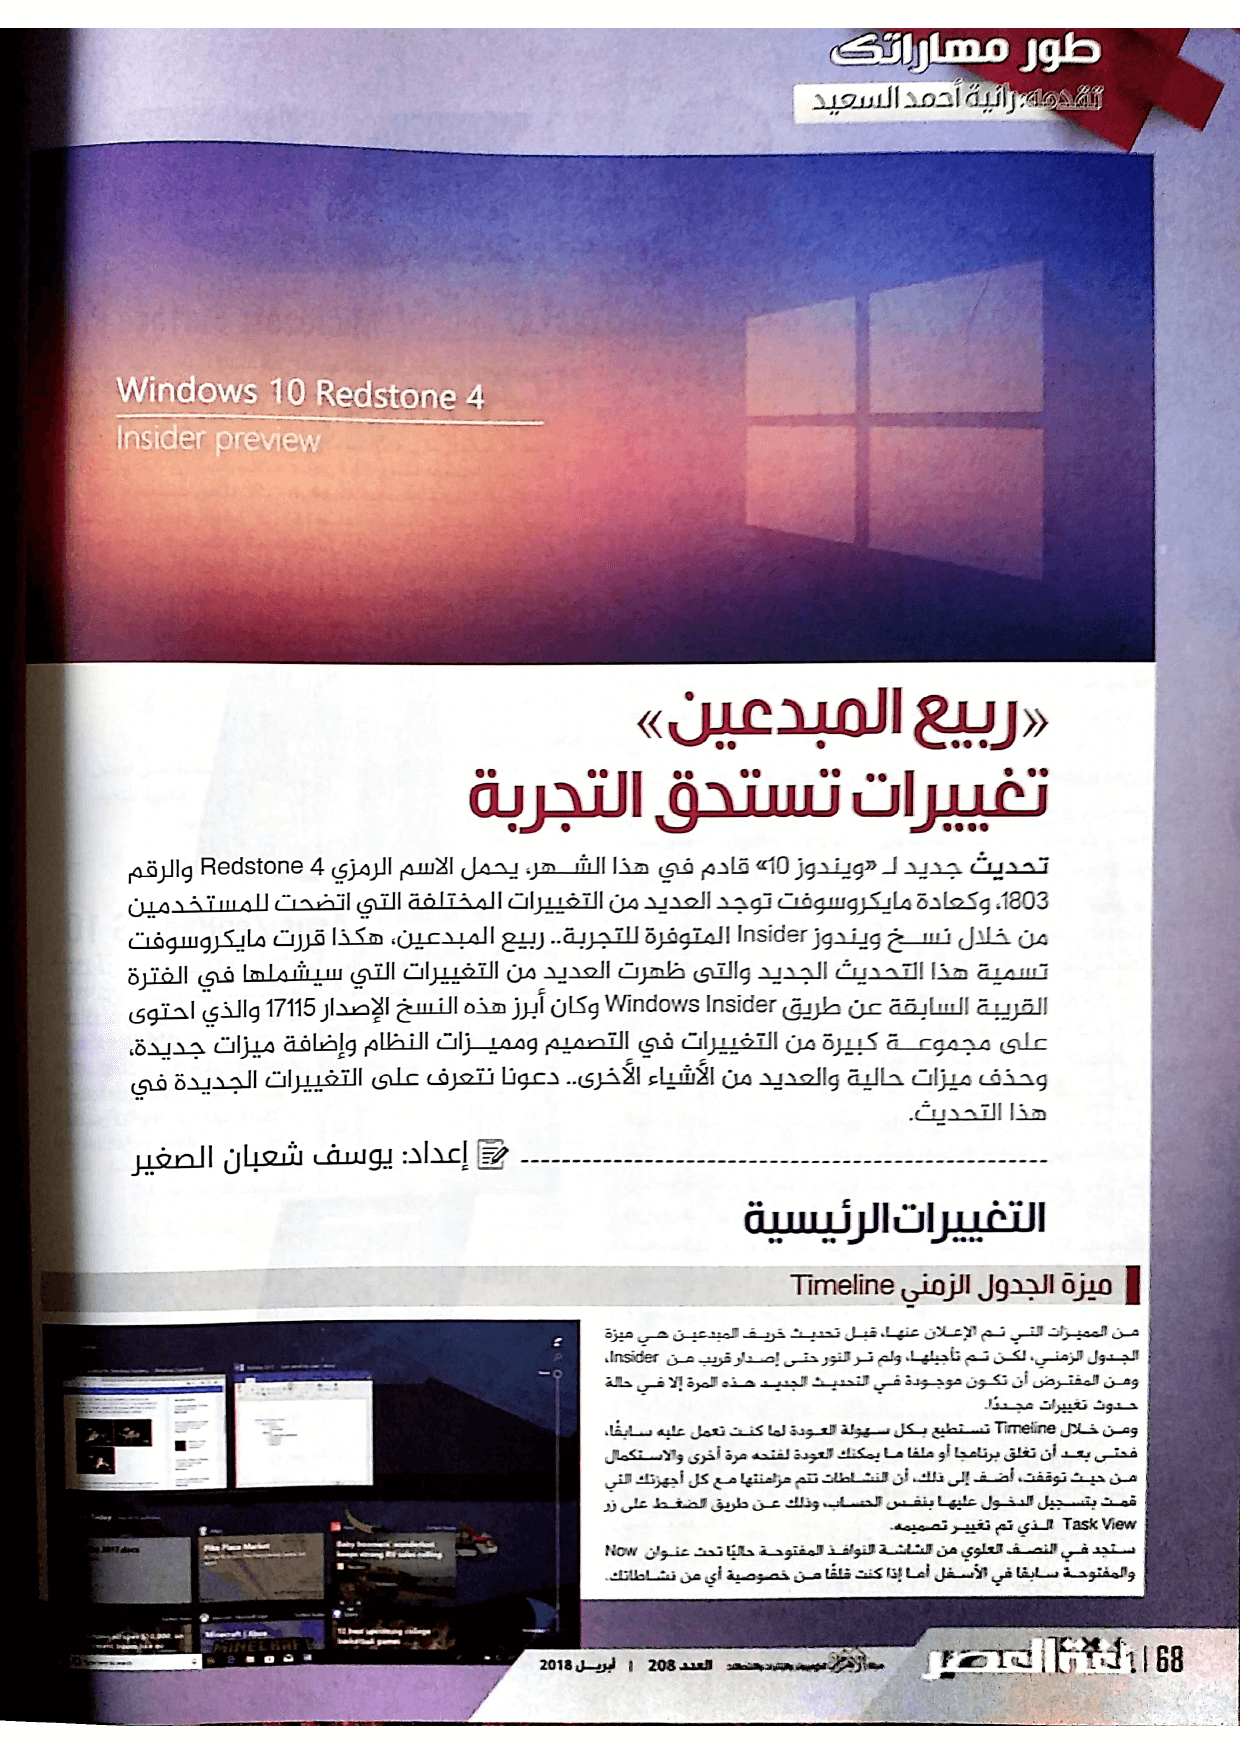 طور مهاراتك
تقدمه: رانية أحمد السعيد
Windows 10 Redstone 4
Insider preview
«ربيع المبدعين»
تغييرات تستحق التجربة
تحديث جديد لـ «ويندوز 10» قادم في هذا الشهر، يحمل الاسم الرمزي Redstone 4 والرقم
1803، وكعادة مايكروسوفت توجد العديد من التغييرات المختلفة التي اتضحت للمستخدمين
من خلال نسخ ويندوز Insider المتوفرة للتجربة.. ربيع المبدعين، هكذا قررت مايكروسوفت
تسمية هذا التحديث الجديد والتى ظهرت العديد من التغييرات التي سيشملها في الفترة
القريبة السابقة عن طريق Windows Insider وكان أبرز هذه النسخ الإصدار 17115 والذي احتوى
على مجموعة كبيرة من التغييرات في التصميم ومميزات النظام وإضافة ميزات جديدة،
وحذف ميزات حالية والعديد من الأشياء الأخرى.. دعونا نتعرف على التغييرات الجديدة في
هذا التحديث.
إعداد: يوسف شعبان الصغير
التغييرات الرئيسية
ميزة الجدول الزمني Timeline
من المميزات التي تم الإعلان عنها، قبل تحديث خريف المبدعين هي ميزة
الجدول الزمني، لكن تم تأجيلها، ولم تر النور حتى إصدار قريب من Insider،
ومن المفترض أن تكون موجودة في التحديث الجديد هذه المرة إلا في حالة
حدوث تغييرات مجددًا.
ومن خلال Timeline تستطيع بكل سهولة العودة لما كنت تعمل عليه سابقًا،
فحتى بعد أن تغلق برنامجا أو ملفا ما يمكنك العودة لفتحه مرة أخرى والاستكمال
من حيث توقفت، أضف إلى ذلك، أن النشاطات تتم مزامنتها مع كل أجهزتك التي
قمت بتسجيل الدخول عليها بنفس الحساب، وذلك عن طريق الضغط على زر
Task View الذي تم تغيير تصميمه.
ستجد في النصف العلوي من الشاشة النوافذ المفتوحة حاليًا تحت عنوان Now
والمفتوحة سابقا في الأسفل أما إذا كنت قلقًا من خصوصية أي من نشاطاتك.
Pike Place Market
Minecraft | Xbox
MINECRAFT
68 | لغة العصر
العدد 208 | أبريل 2018